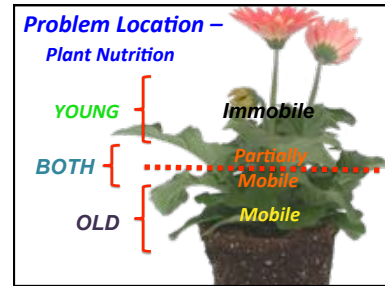 Problem Location –
Plant Nutrition
YOUNG
Immobile
BOTH
Partially
Mobile
OLD
Mobile